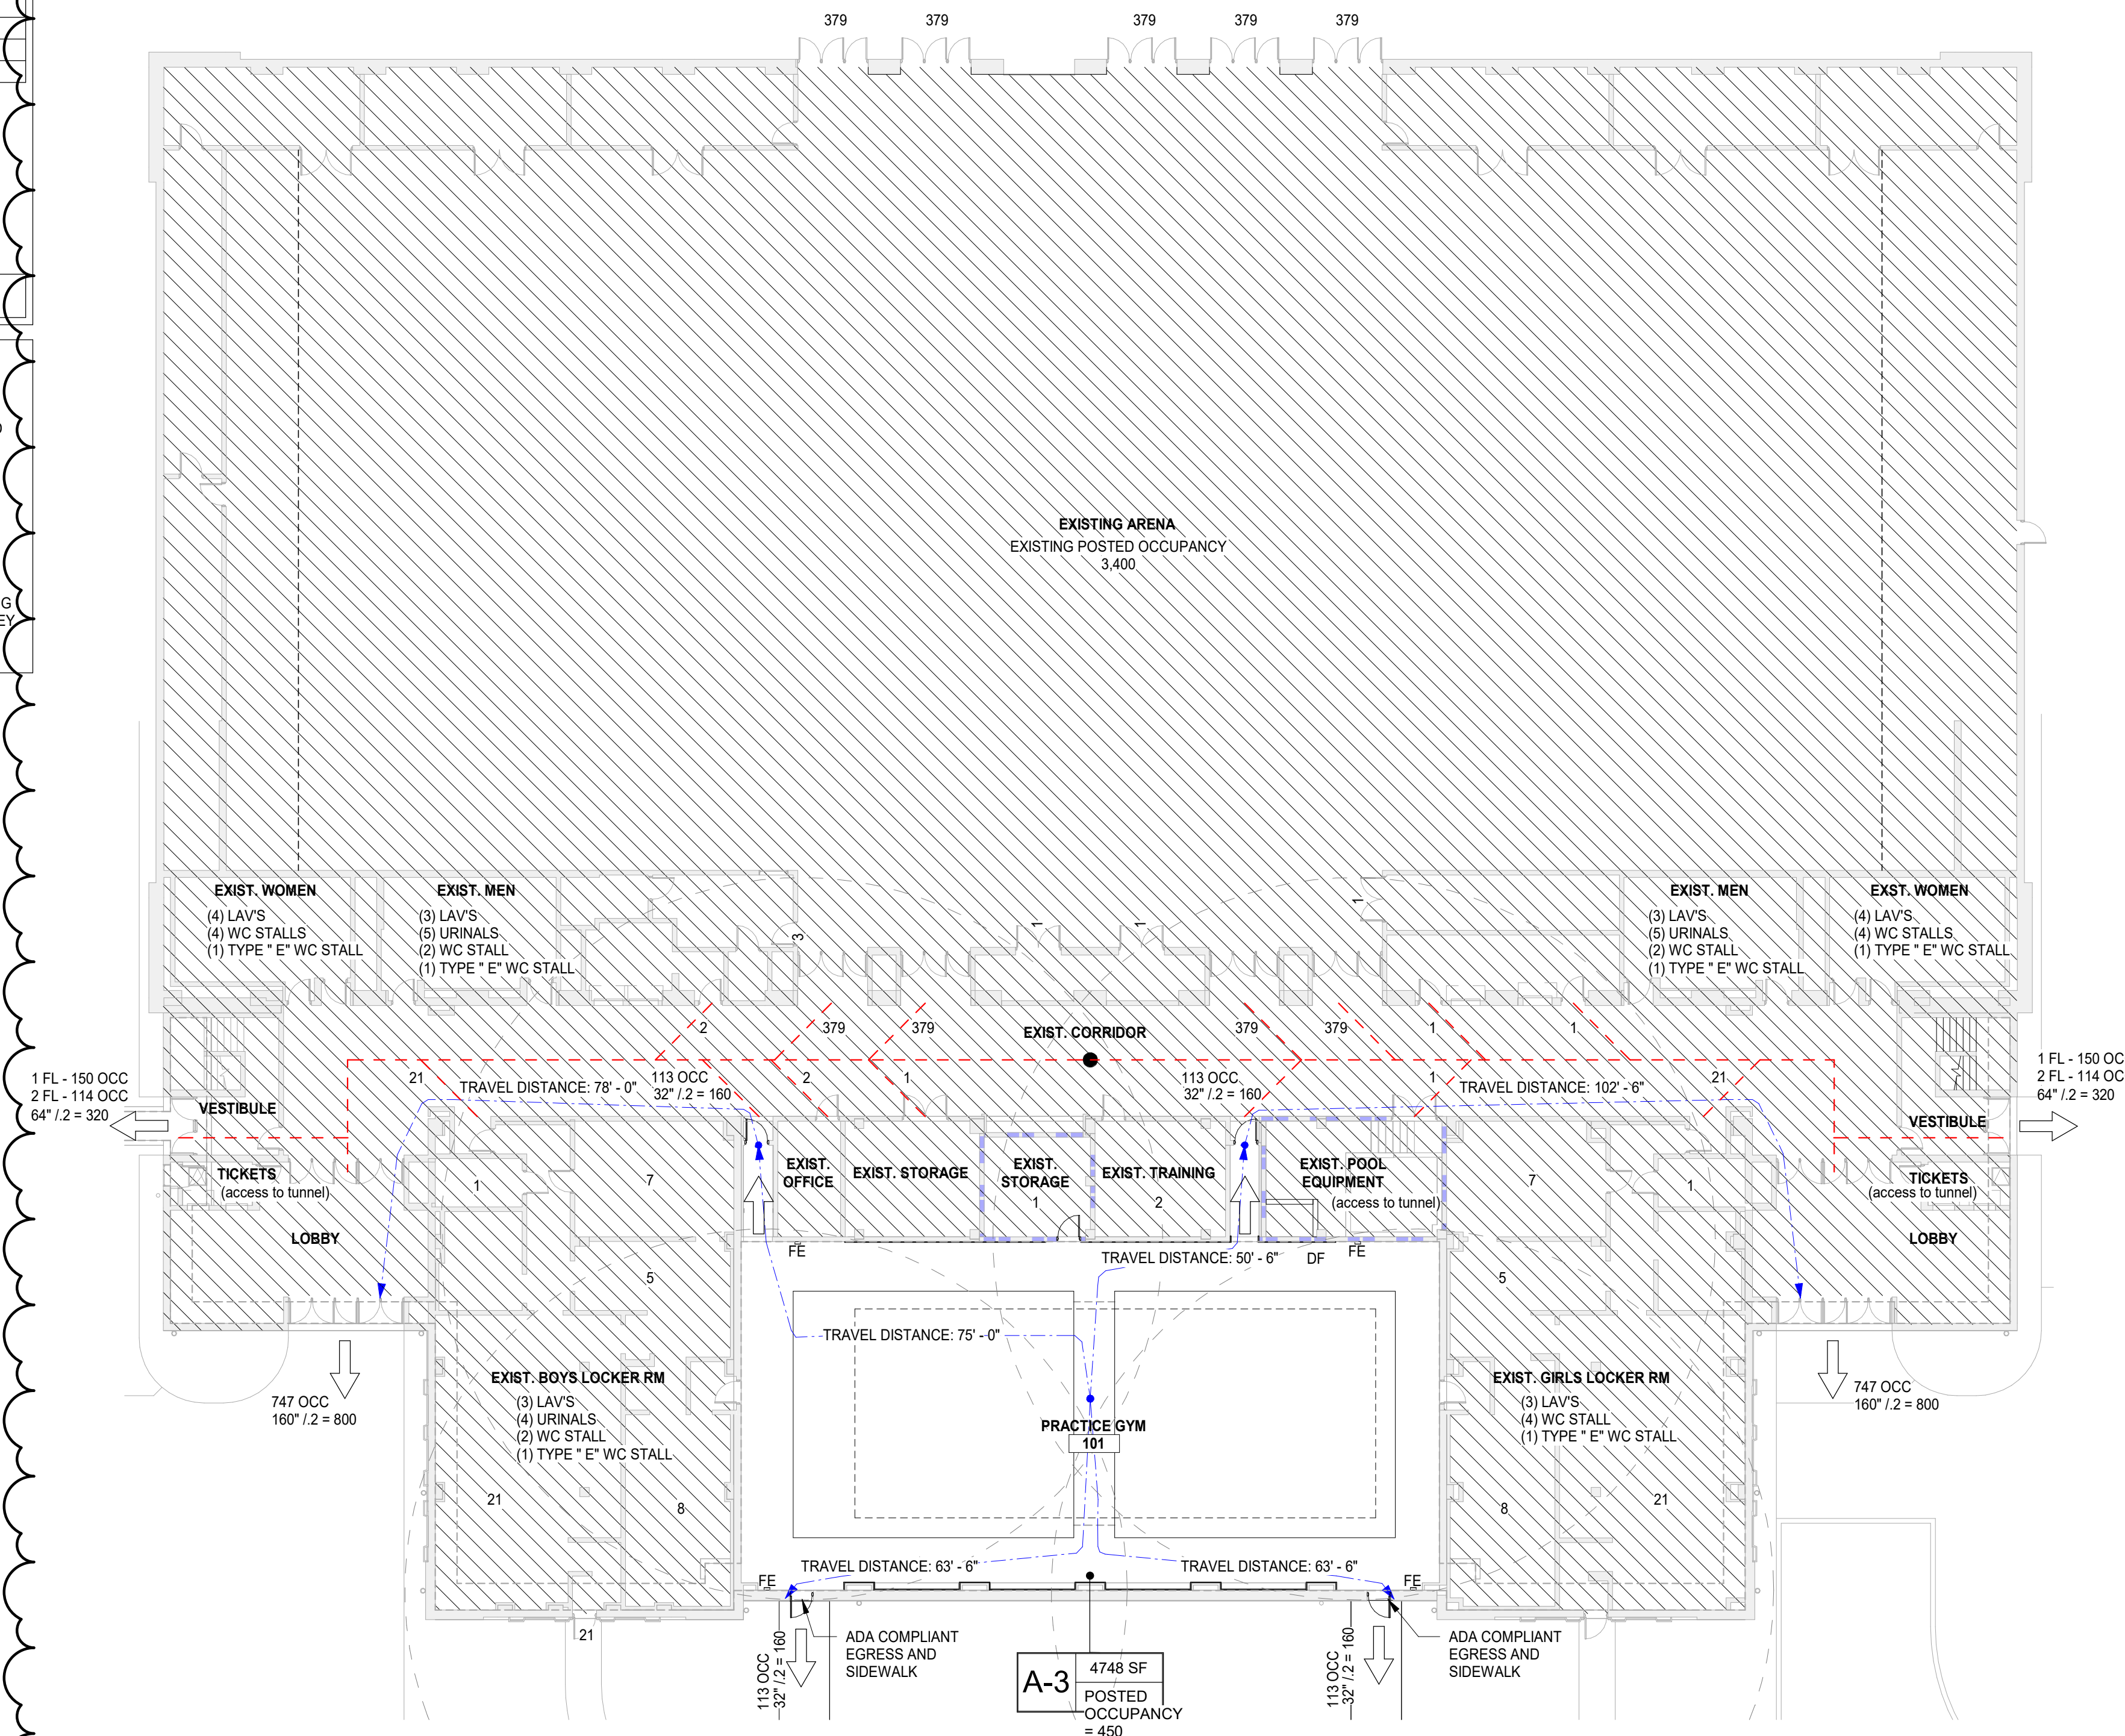 379
379
379
379
379
G
EY
EXISTING ARENA
EXISTING POSTED OCCUPANCY
3,400
EXIST. WOMEN
(4) LAV'S
(4) WC STALLS
(1) TYPE " E" WC STALL
EXIST. MEN
(3) LAV'S
(5) URINALS
(2) WC STALL
(1) TYPE " E" WC STALL
3
1
1
1
EXIST. MEN
(3) LAV'S
(5) URINALS
(2) WC STALL
(1) TYPE " E" WC STALL
EXST. WOMEN
(4) LAV'S
(4) WC STALLS
(1) TYPE " E" WC STALL
2
379
379
EXIST. CORRIDOR
379
379
1
1
1 FL - 150 OCC
2 FL - 114 OCC
64" /.2 = 320
21
TRAVEL DISTANCE: 78' - 0"
113 OCC
32" /.2 = 160
2
1
113 OCC
32" /.2 = 160
1
TRAVEL DISTANCE: 102' - 6"
21
1 FL - 150 OC
2 FL - 114 OC
64" /.2 = 320
VESTIBULE
VESTIBULE
TICKETS
(access to tunnel)
LOBBY
1
7
5
EXIST.
OFFICE
EXIST. STORAGE
EXIST.
STORAGE
1
EXIST. TRAINING
2
EXIST. POOL
EQUIPMENT
(access to tunnel)
7
1
5
TICKETS
(access to tunnel)
LOBBY
FE
TRAVEL DISTANCE: 50' - 6"
DF
FE
TRAVEL DISTANCE: 75' - 0"
747 OCC
160" /.2 = 800
EXIST. BOYS LOCKER RM
(3) LAV'S
(4) URINALS
(2) WC STALL
(1) TYPE " E" WC STALL
21
8
PRACTICE GYM
101
EXIST. GIRLS LOCKER RM
(3) LAV'S
(4) WC STALL
(1) TYPE " E" WC STALL
8
21
747 OCC
160" /.2 = 800
FE
TRAVEL DISTANCE: 63' - 6"
TRAVEL DISTANCE: 63' - 6"
FE
21
113 OCC
32" /.2 = 160
ADA COMPLIANT
EGRESS AND
SIDEWALK
A-3
4748 SF
POSTED
OCCUPANCY
= 450
113 OCC
32" /.2 = 160
ADA COMPLIANT
EGRESS AND
SIDEWALK